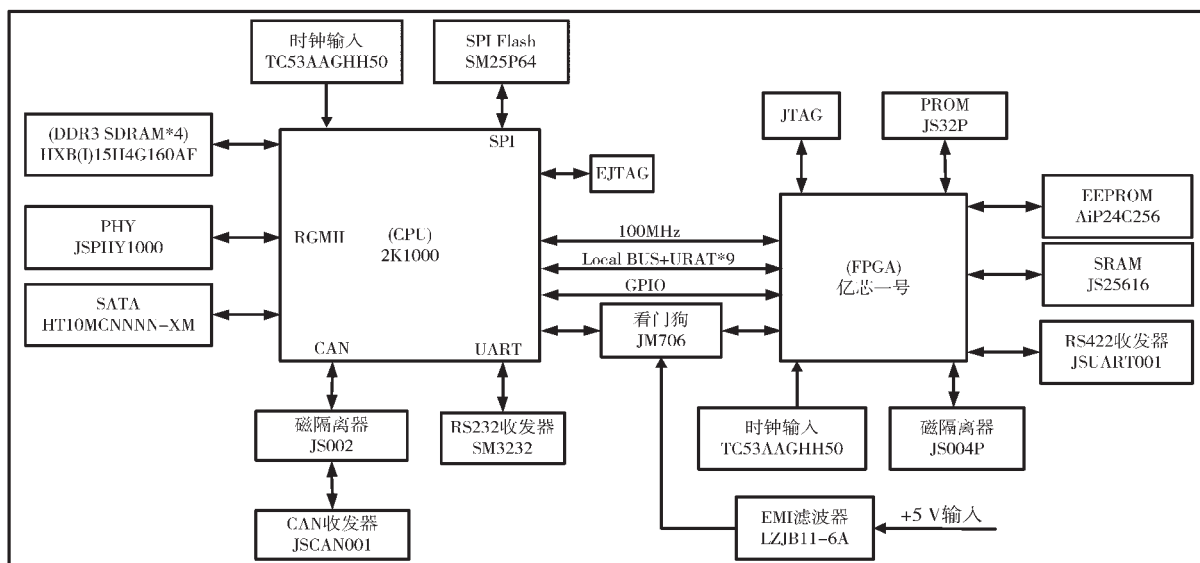 时钟输入
TC53AAGHH50
SPI Flash
SM25P64
(DDR3 SDRAM*4)
HXB(I)15H4G160AF
SPI
EJTAG
JTAG
PROM
JS32P
PHY
JSPHY1000
RGMII
(CPU)
2K1000
100MHz
Local BUS+URAT*9
GPIO
(FPGA)
亿芯一号
EEPROM
AiP24C256
SRAM
JS25616
SATA
HT10MCNNNN-XM
CAN
UART
看门狗
JM706
RS422收发器
JSUART001
磁隔离器
JS002
RS232收发器
SM3232
时钟输入
TC53AAGHH50
磁隔离器
JS004P
CAN收发器
JSCAN001
EMI滤波器
LZJB11-6A
+5 V输入